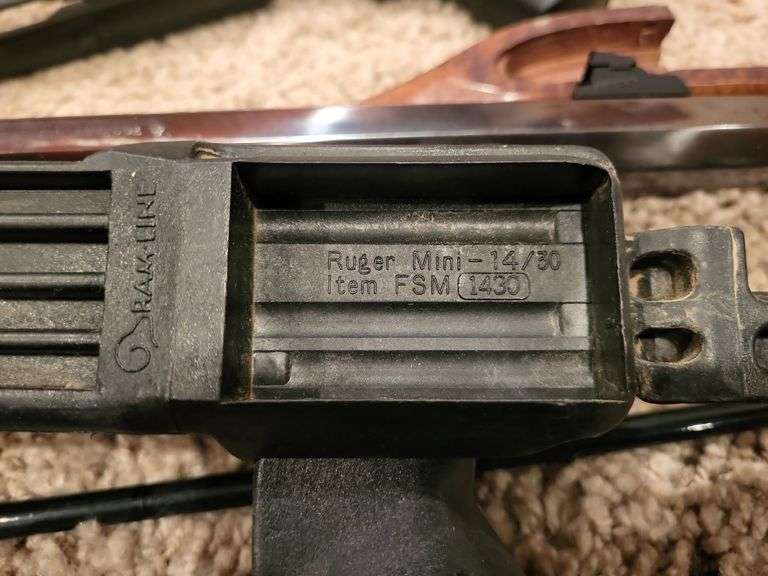 RAM-LINE
Ruger Mini-14/30
Item FSM 1430